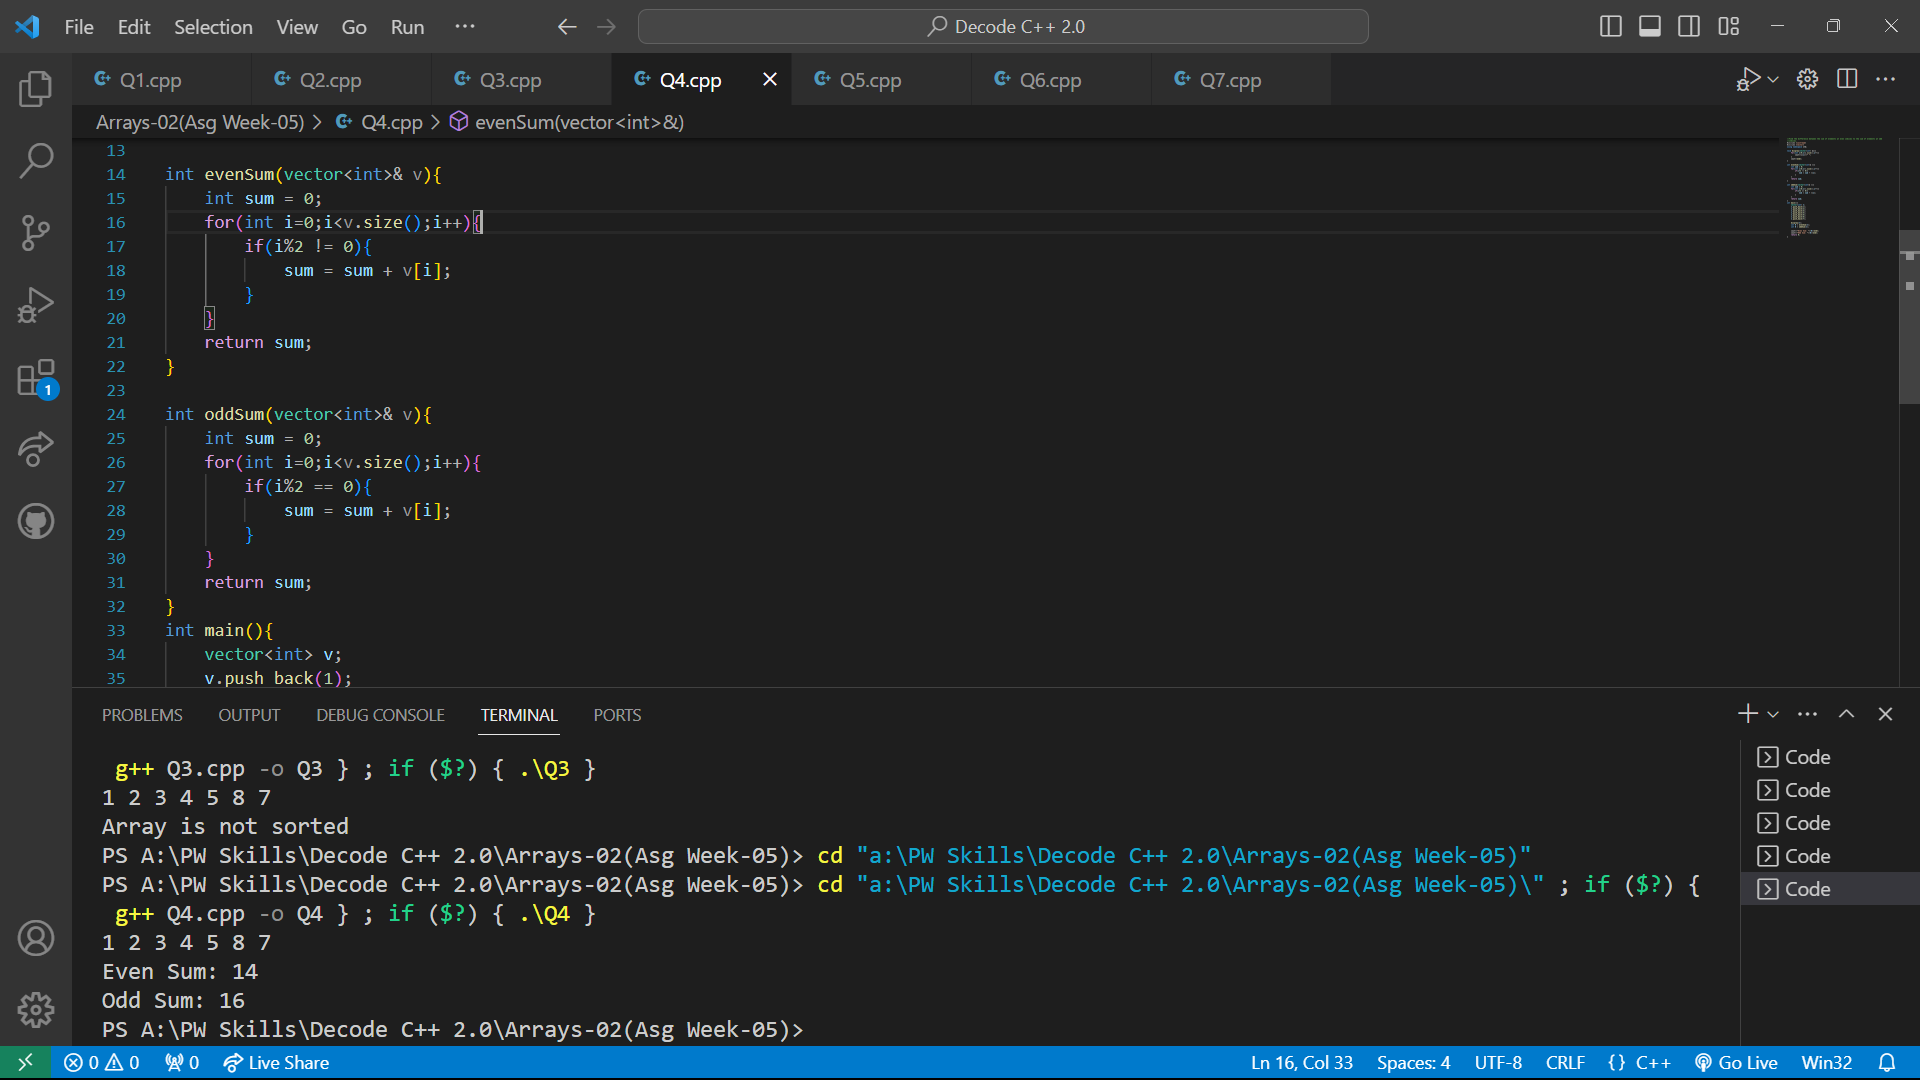 File Edit Selection View Go Run ···
Decode C++ 2.0
Q1.cpp Q2.cpp Q3.cpp Q4.cpp Q5.cpp Q6.cpp Q7.cpp
Arrays-02(Asg Week-05) > Q4.cpp > evenSum(vector<int>&)
13
14 int evenSum(vector<int>& v){
15 int sum = 0;
16 for(int i=0;i<v.size();i++){
17 if(i%2 != 0){
18 sum = sum + v[i];
19 }
20 }
21 return sum;
22 }
23
24 int oddSum(vector<int>& v){
25 int sum = 0;
26 for(int i=0;i<v.size();i++){
27 if(i%2 == 0){
28 sum = sum + v[i];
29 }
30 }
31 return sum;
32 }
33 int main(){
34 vector<int> v;
35 v.push_back(1);
1
PROBLEMS OUTPUT DEBUG CONSOLE TERMINAL PORTS
g++ Q3.cpp -o Q3 } ; if ($?) { .\Q3 }
1 2 3 4 5 8 7
Array is not sorted
PS A:\PW Skills\Decode C++ 2.0\Arrays-02(Asg Week-05)> cd "a:\PW Skills\Decode C++ 2.0\Arrays-02(Asg Week-05)"
PS A:\PW Skills\Decode C++ 2.0\Arrays-02(Asg Week-05)> cd "a:\PW Skills\Decode C++ 2.0\Arrays-02(Asg Week-05)\" ; if ($?) {
g++ Q4.cpp -o Q4 } ; if ($?) { .\Q4 }
1 2 3 4 5 8 7
Even Sum: 14
Odd Sum: 16
PS A:\PW Skills\Decode C++ 2.0\Arrays-02(Asg Week-05)>
Code
Code
Code
Code
Code
0 0 0 Live Share Ln 16, Col 33 Spaces: 4 UTF-8 CRLF {} C++ Go Live Win32